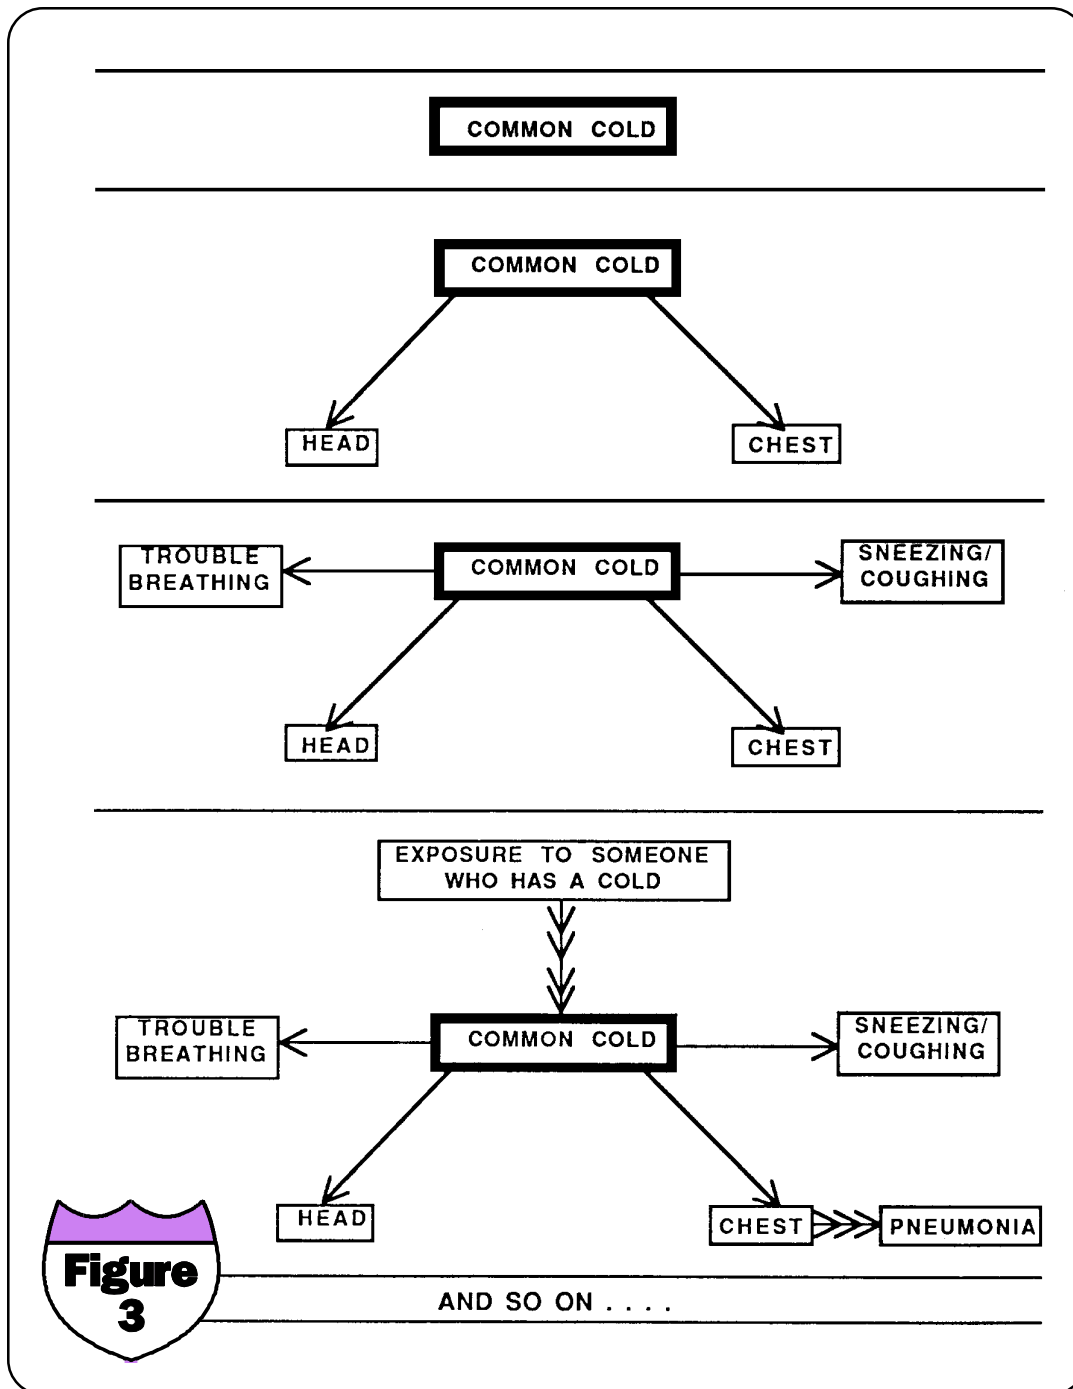 COMMON COLD
COMMON COLD
HEAD
CHEST
TROUBLE
BREATHING
COMMON COLD
SNEEZING/
COUGHING
HEAD
CHEST
EXPOSURE TO SOMEONE
WHO HAS A COLD
TROUBLE
BREATHING
COMMON COLD
SNEEZING/
COUGHING
HEAD
CHEST
PNEUMONIA
Figure
3
AND SO ON . . . .